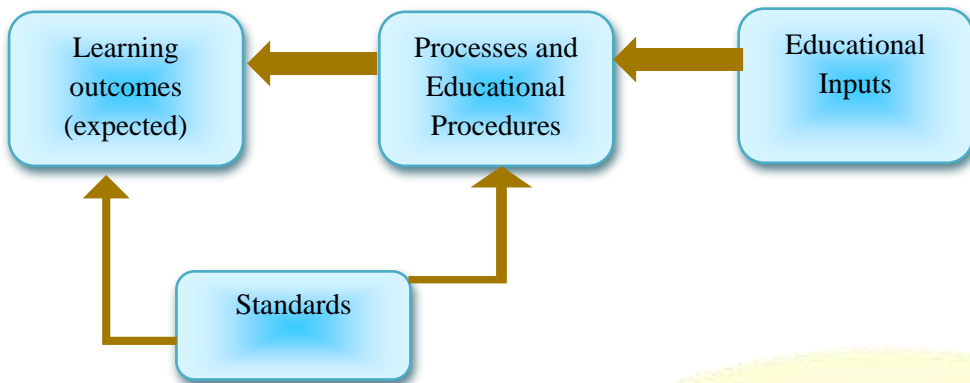 Learning
outcomes
(expected)
Processes and
Educational
Procedures
Educational
Inputs
Standards